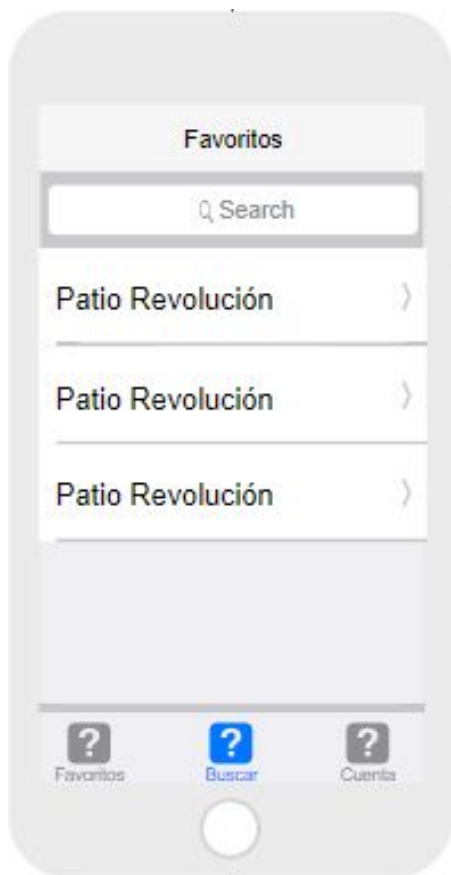 Favoritos
Search
Patio Revolución
Patio Revolución
Patio Revolución
? ? ?
Favoritos Buscar Cuenta